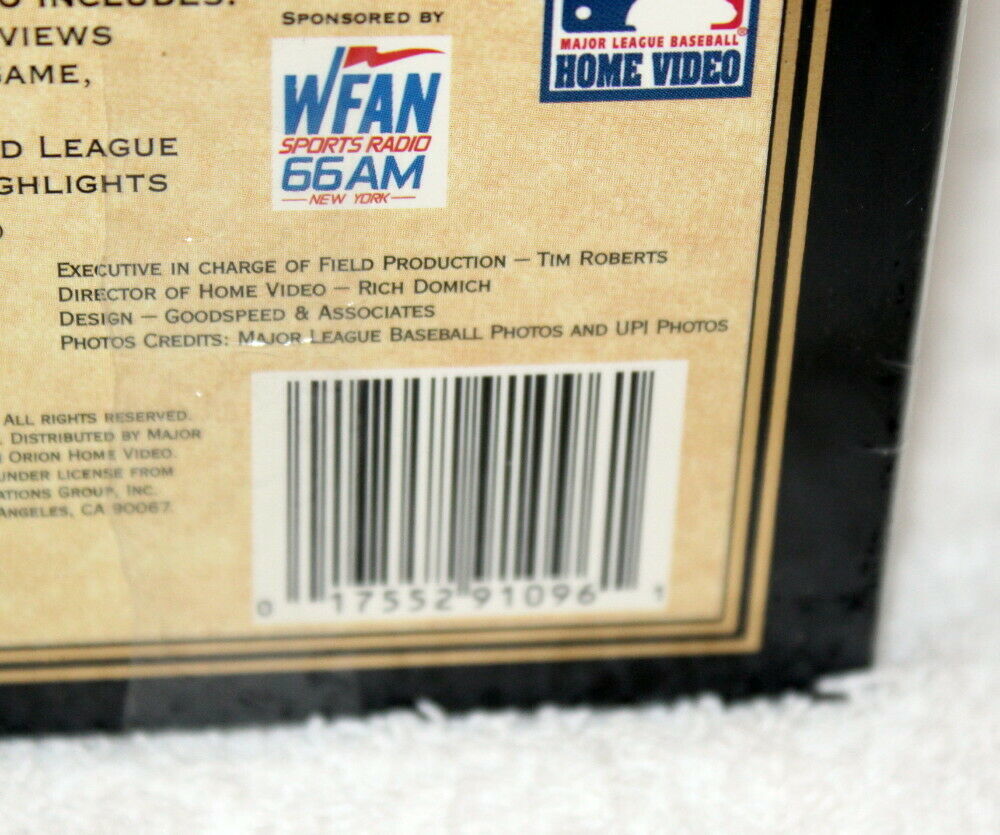 INCLUDES:
VIEWS
GAME,
D LEAGUE
GHLIGHTS
SPONSORED BY
WFAN
SPORTS RADIO
66AM
NEW YORK
MAJOR LEAGUE BASEBALL®
HOME VIDEO
EXECUTIVE IN CHARGE OF FIELD PRODUCTION – TIM ROBERTS
DIRECTOR OF HOME VIDEO – RICH DOMICH
DESIGN – GOODSPEED & ASSOCIATES
PHOTOS CREDITS: MAJOR LEAGUE BASEBALL PHOTOS AND UPI PHOTOS
ALL RIGHTS RESERVED.
DISTRIBUTED BY MAJOR
ORION HOME VIDEO.
UNDER LICENSE FROM
ATIONS GROUP, INC.
ANGELES, CA 90067.
0 17552 91096 1